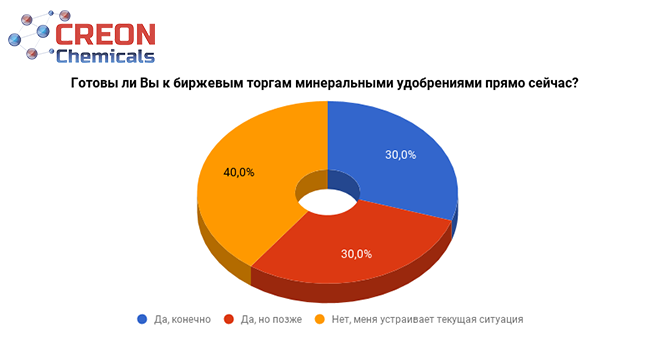 CREON
Chemicals
Готовы ли Вы к биржевым торгам минеральными удобрениями прямо сейчас?
30,0%
40,0%
30,0%
Да, конечно Да, но позже Нет, меня устраивает текущая ситуация